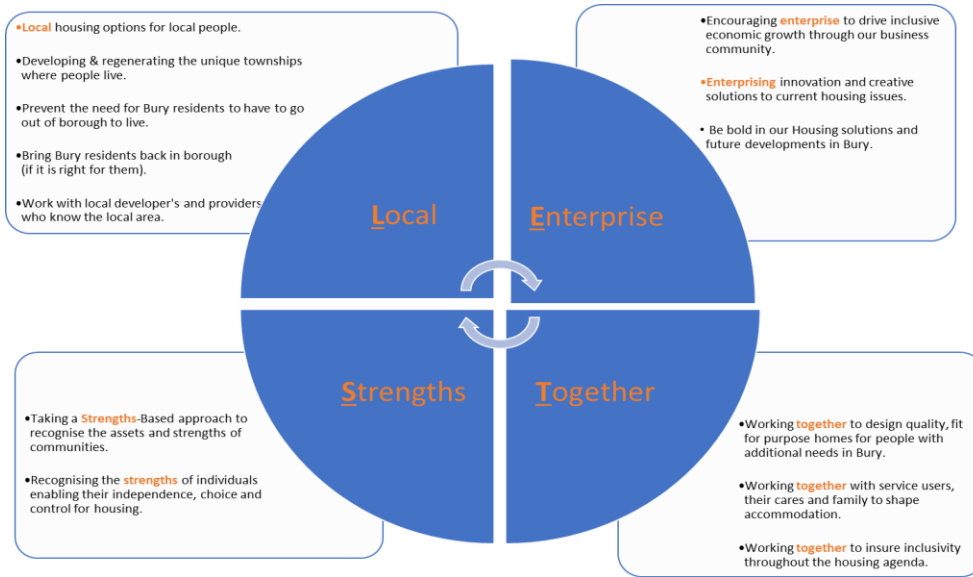 •Local housing options for local people.
•Developing & regenerating the unique townships
where people live.
•Prevent the need for Bury residents to have to go
out of borough to live.
•Bring Bury residents back in borough
(if it is right for them).
•Work with local developer's and providers
who know the local area.
•Encouraging enterprise to drive inclusive
economic growth through our business
community.
•Enterprising innovation and creative
solutions to current housing issues.
• Be bold in our Housing solutions and
future developments in Bury.
Local
Enterprise
Strengths
Together
•Taking a Strengths-Based approach to
recognise the assets and strengths of
communities.
•Recognising the strengths of individuals
enabling their independence, choice and
control for housing.
•Working together to design quality, fit
for purpose homes for people with
additional needs in Bury.
•Working together with service users,
their cares and family to shape
accommodation.
•Working together to insure inclusivity
throughout the housing agenda.